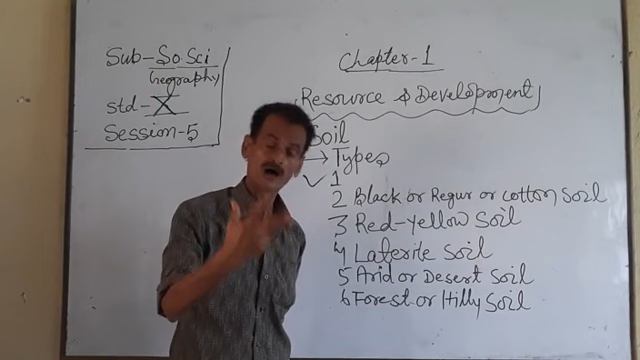 Sub-So.Sci
Geography
std-X
Session-5
Chapter-1
Resource & Development
Soil
→ Types
✓ 1
2 Black or Regur or cotton Soil
3 Red-yellow Soil
4 Laterite Soil
5 Arid or Desert Soil
6 Forest or Hilly Soil